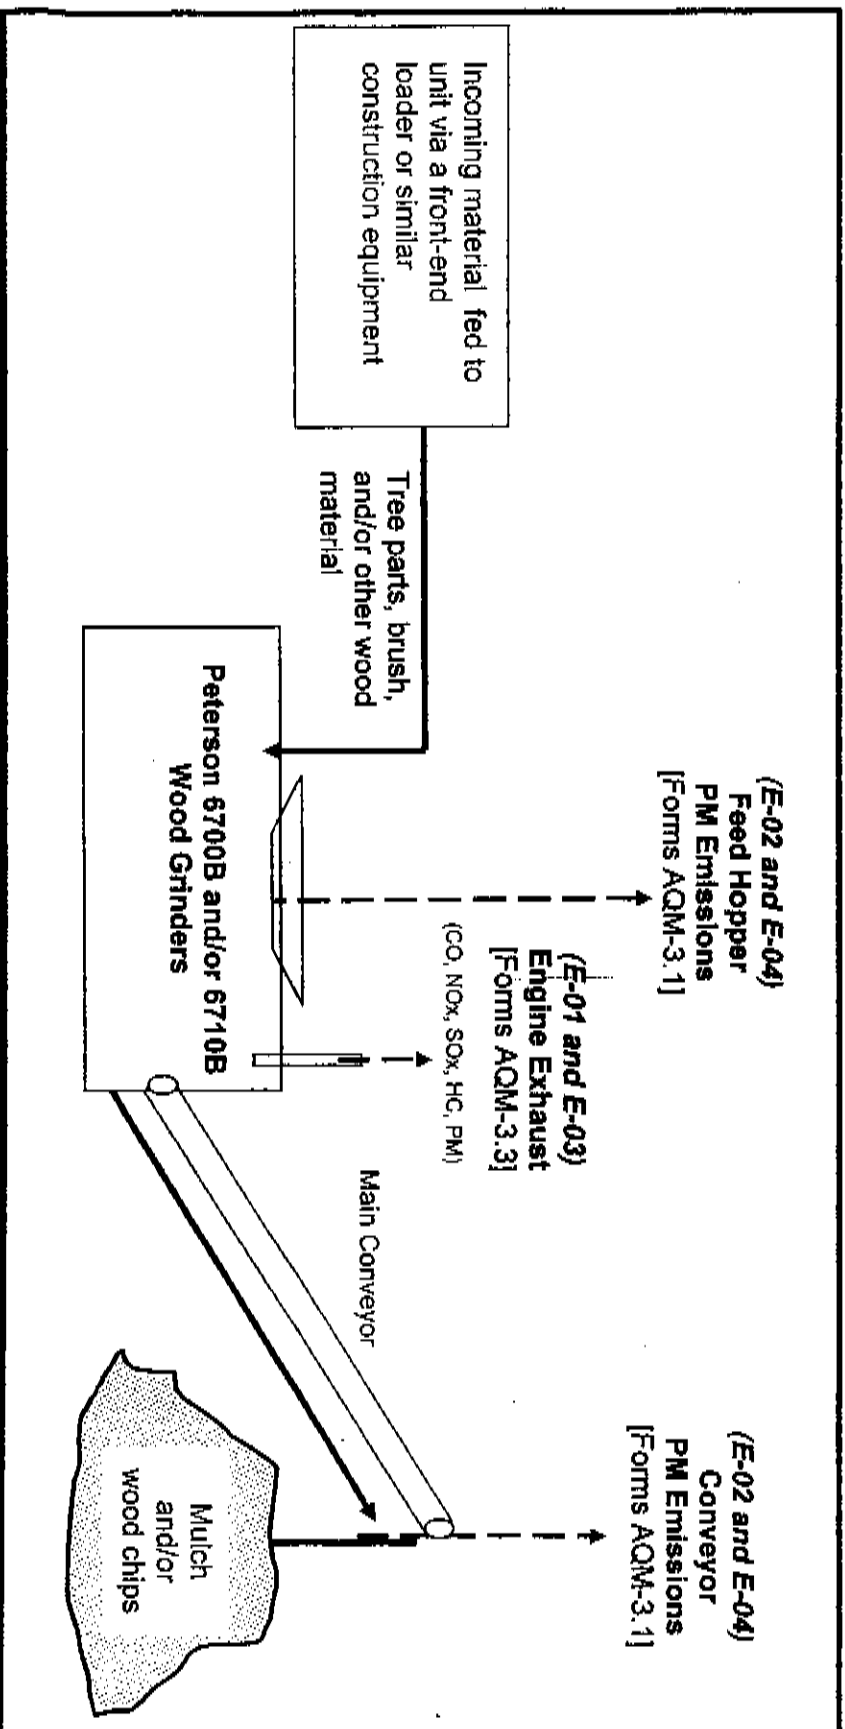 Incoming material fed to
unit via a front-end
loader or similar
construction equipment
Tree parts, brush,
and/or other wood
material
(E-02 and E-04)
Feed Hopper
PM Emissions
[Forms AQM-3.1]
(E-01 and E-03)
Engine Exhaust
[Forms AQM-3.3]
(CO, NOx, SOx, HC, PM)
Peterson 6700B and/or 6710B
Wood Grinders
Main Conveyor
(E-02 and E-04)
Conveyor
PM Emissions
[Forms AQM-3.1]
Mulch
and/or
wood chips